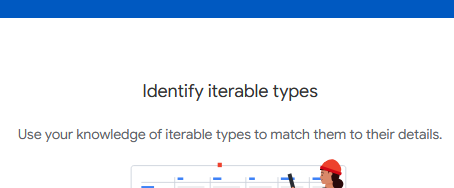 Identify iterable types
Use your knowledge of iterable types to match them to their details.